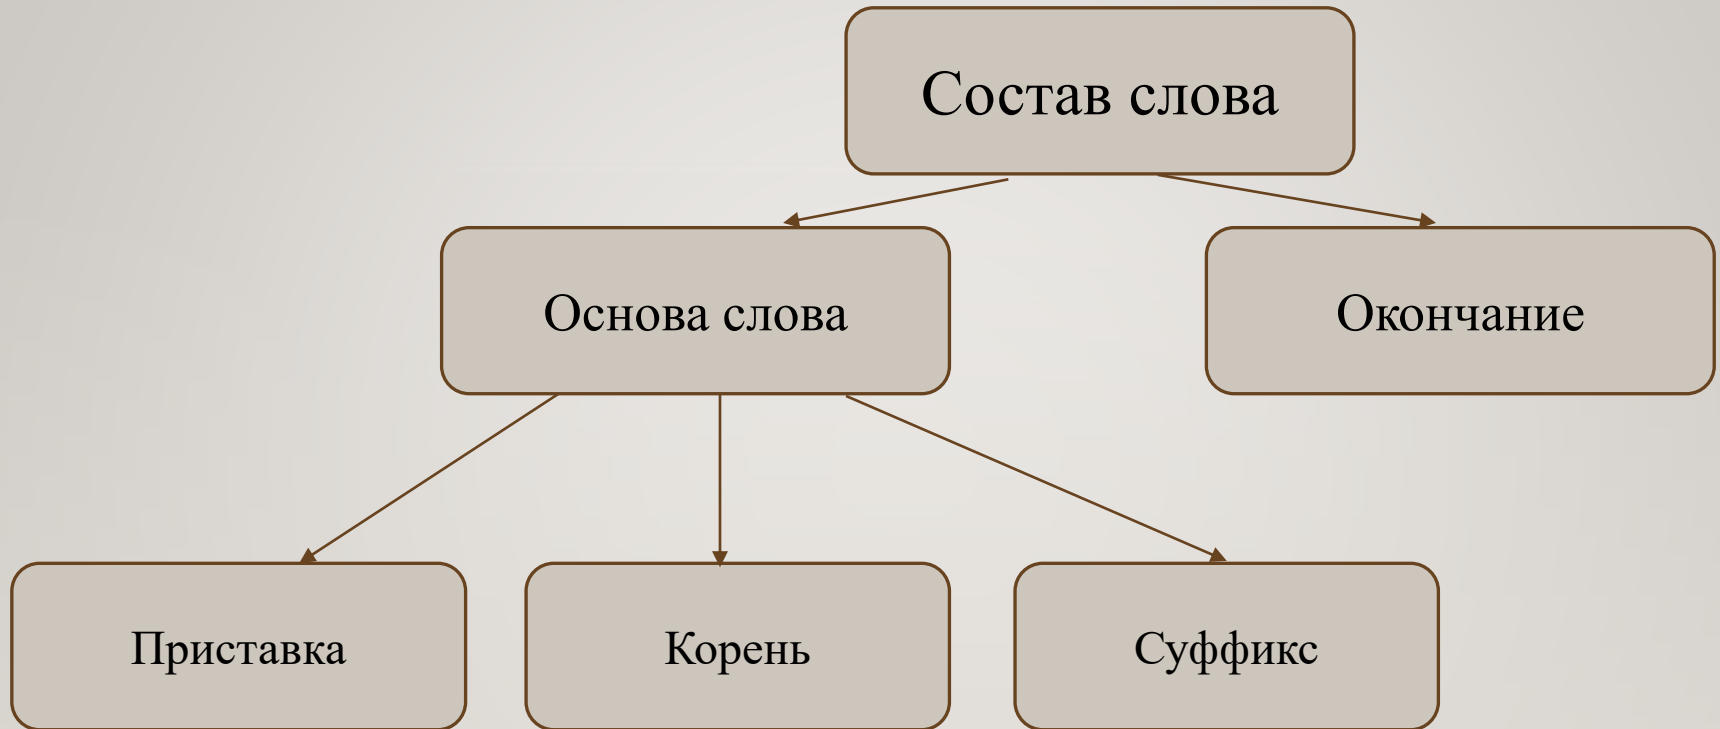 Состав слова
Основа слова
Окончание
Приставка
Корень
Суффикс